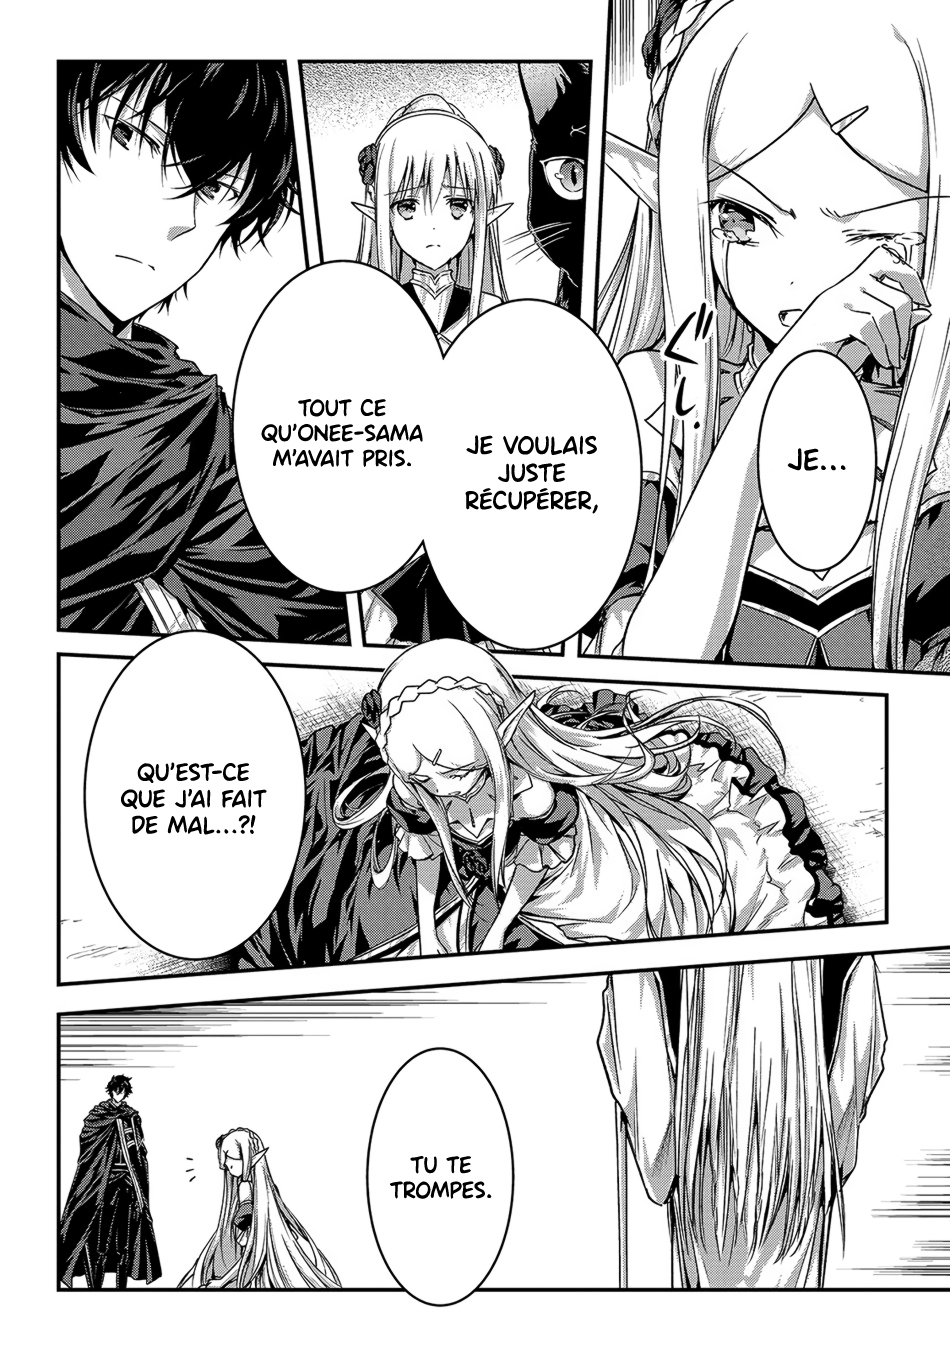 JE...
JE VOULAIS
JUSTE
RÉCUPÉRER,
TOUT CE
QU'ONEE-SAMA
M'AVAIT PRIS.
QU'EST-CE
QUE J'AI FAIT
DE MAL...?!
TU TE
TROMPES.